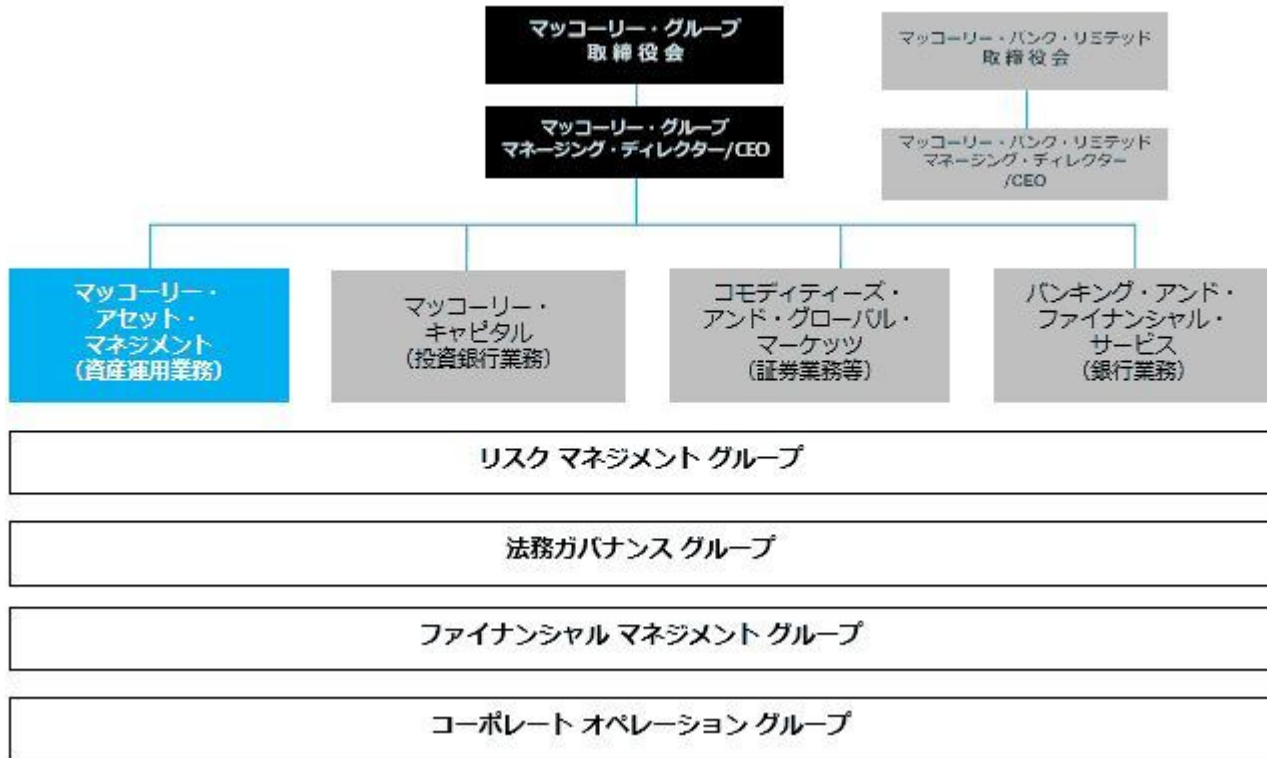 マッコーリー・グループ
取 締 役 会
マッコーリー・バンク・リミテッド
取 締 役 会
マッコーリー・グループ
マネージング・ディレクター/CEO
マッコーリー・バンク・リミテッド
マネージング・ディレクター
/CEO
マッコーリー・
アセット・
マネジメント
（資産運用業務）
マッコーリー・
キャピタル
（投資銀行業務）
コモディティーズ・
アンド・グローバル・
マーケッツ
（証券業務等）
バンキング・アンド・
ファイナンシャル・
サービス
（銀行業務）
リスク マネジメント グループ
法務ガバナンス グループ
ファイナンシャル マネジメント グループ
コーポレート オペレーション グループ